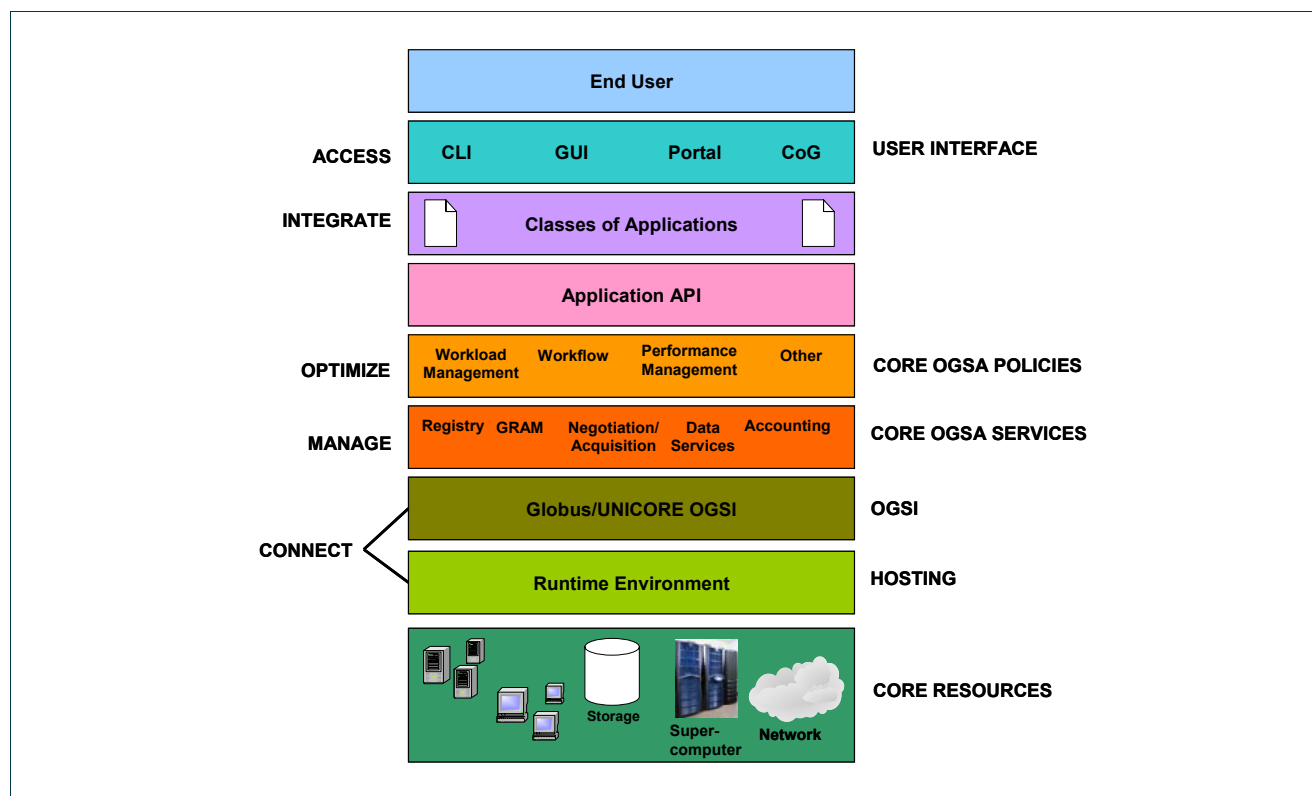 End User
ACCESS
CLI GUI Portal CoG
USER INTERFACE
INTEGRATE
Classes of Applications
Application API
OPTIMIZE
Workload
Management
Workflow
Performance
Management
Other
CORE OGSA POLICIES
MANAGE
Registry
GRAM
Negotiation/
Acquisition
Data
Services
Accounting
CORE OGSA SERVICES
CONNECT
Globus/UNICORE OGSI
OGSI
Runtime Environment
HOSTING
Storage
Super-
computer
Network
CORE RESOURCES